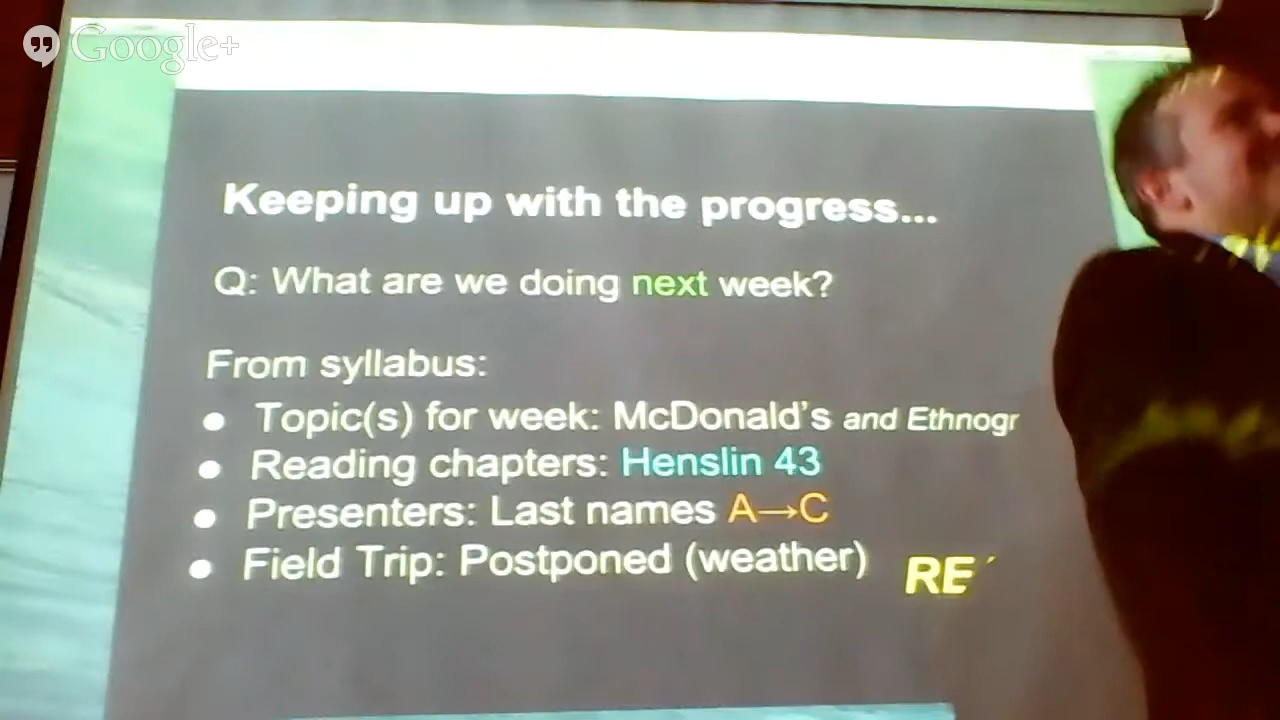 Google+
Keeping up with the progress...
Q: What are we doing next week?
From syllabus:
● Topic(s) for week: McDonald's and Ethnogr
● Reading chapters: Henslin 43
● Presenters: Last names A→C
● Field Trip: Postponed (weather)
RE